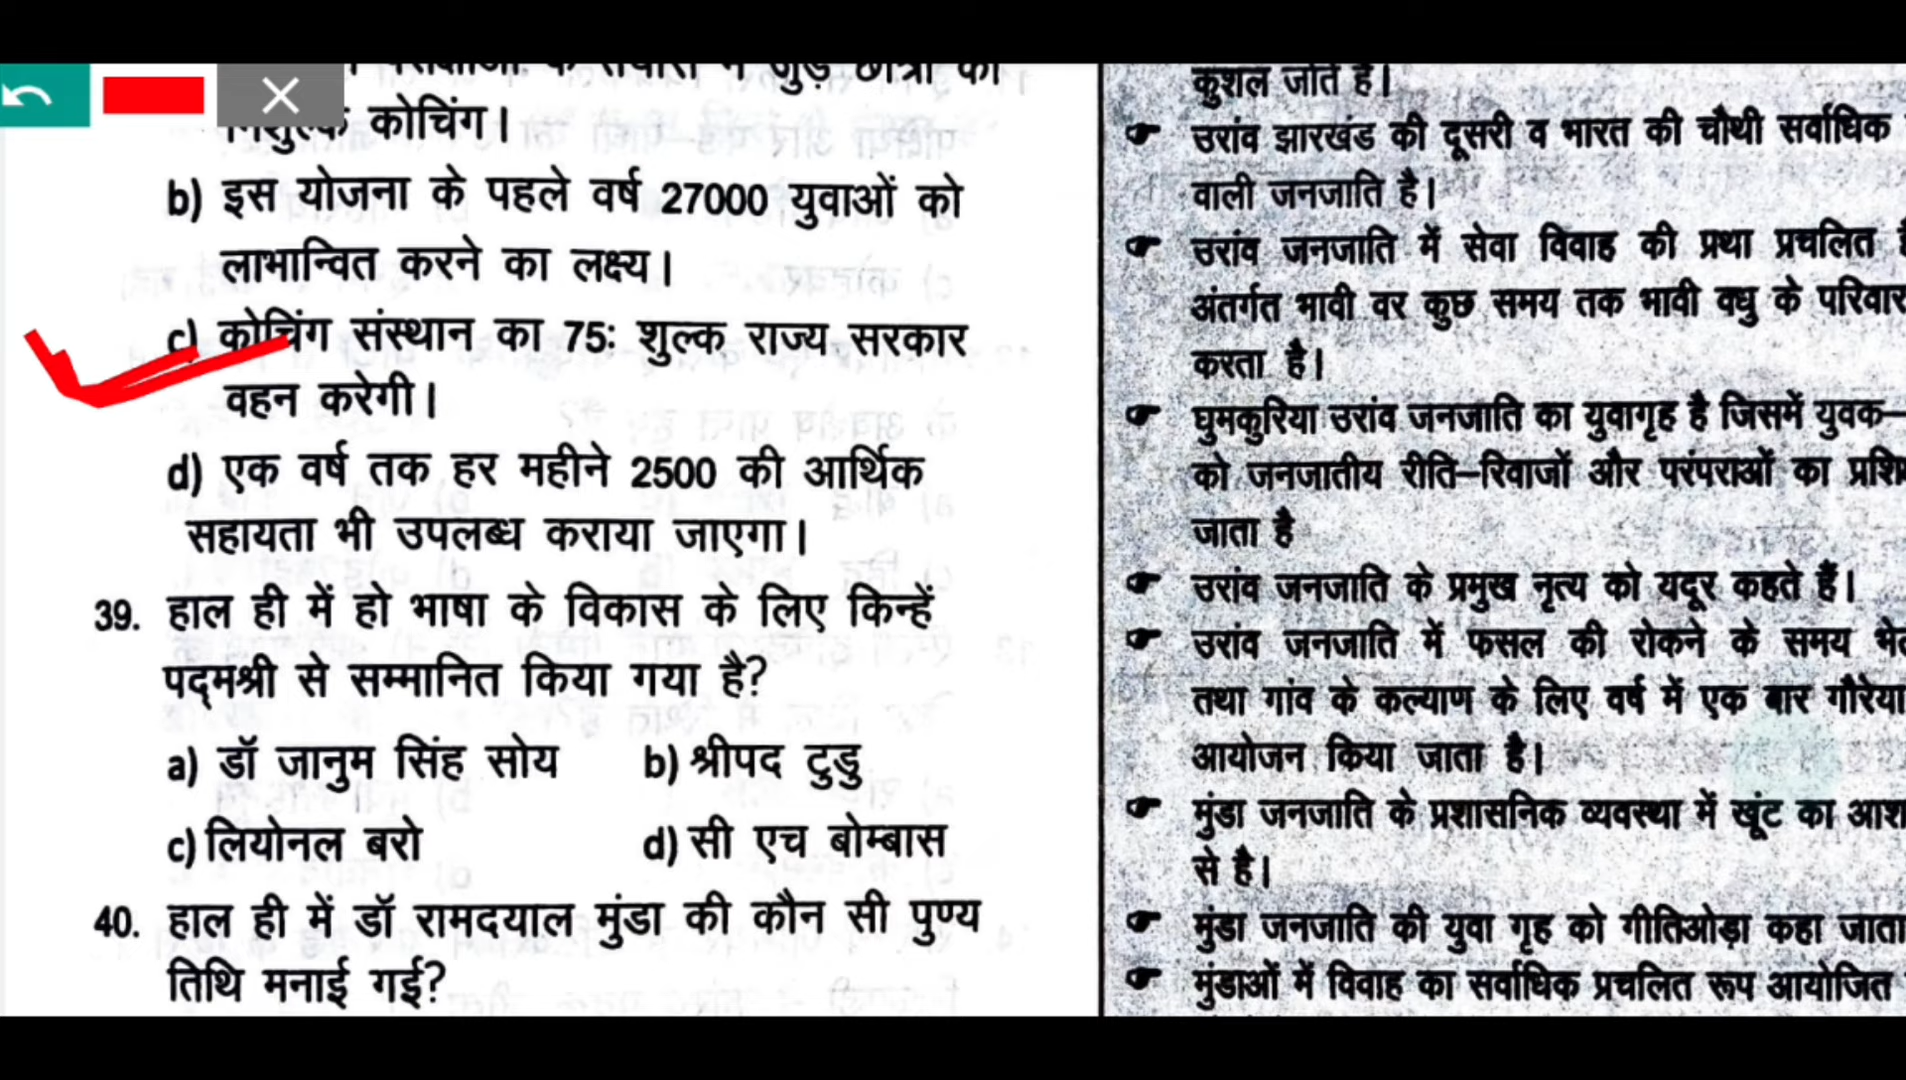 निशुल्क कोचिंग।
b) इस योजना के पहले वर्ष 27000 युवाओं को
लाभान्वित करने का लक्ष्य।
c) कोचिंग संस्थान का 75: शुल्क राज्य सरकार
वहन करेगी।
d) एक वर्ष तक हर महीने 2500 की आर्थिक
सहायता भी उपलब्ध कराया जाएगा।
39. हाल ही में हो भाषा के विकास के लिए किन्हें
पद्मश्री से सम्मानित किया गया है?
a) डॉ जानुम सिंह सोय b) श्रीपद टुडु
c) लियोनल बरो d) सी एच बोम्बास
40. हाल ही में डॉ रामदयाल मुंडा की कौन सी पुण्य
तिथि मनाई गई?
कुशल जाते हैं।
उरांव झारखंड की दूसरी व भारत की चौथी सर्वाधिक
वाली जनजाति है।
उरांव जनजाति में सेवा विवाह की प्रथा प्रचलित
अंतर्गत भावी वर कुछ समय तक भावी वधु के परिवार
करता है।
घुमकुरिया उरांव जनजाति का युवागृह है जिसमें युवक–
को जनजातीय रीति–रिवाजों और परंपराओं का
जाता है
उरांव जनजाति के प्रमुख नृत्य को यदूर कहते हैं।
उरांव जनजाति में फसल की रोकने के समय
तथा गांव के कल्याण के लिए वर्ष में एक बार गौरेया
आयोजन किया जाता है।
मुंडा जनजाति के प्रशासनिक व्यवस्था में खूंट का
से है।
मुंडा जनजाति की युवा गृह को गीतिओड़ा कहा जाता
मुंडाओं में विवाह का सर्वाधिक प्रचलित रूप आयोजित